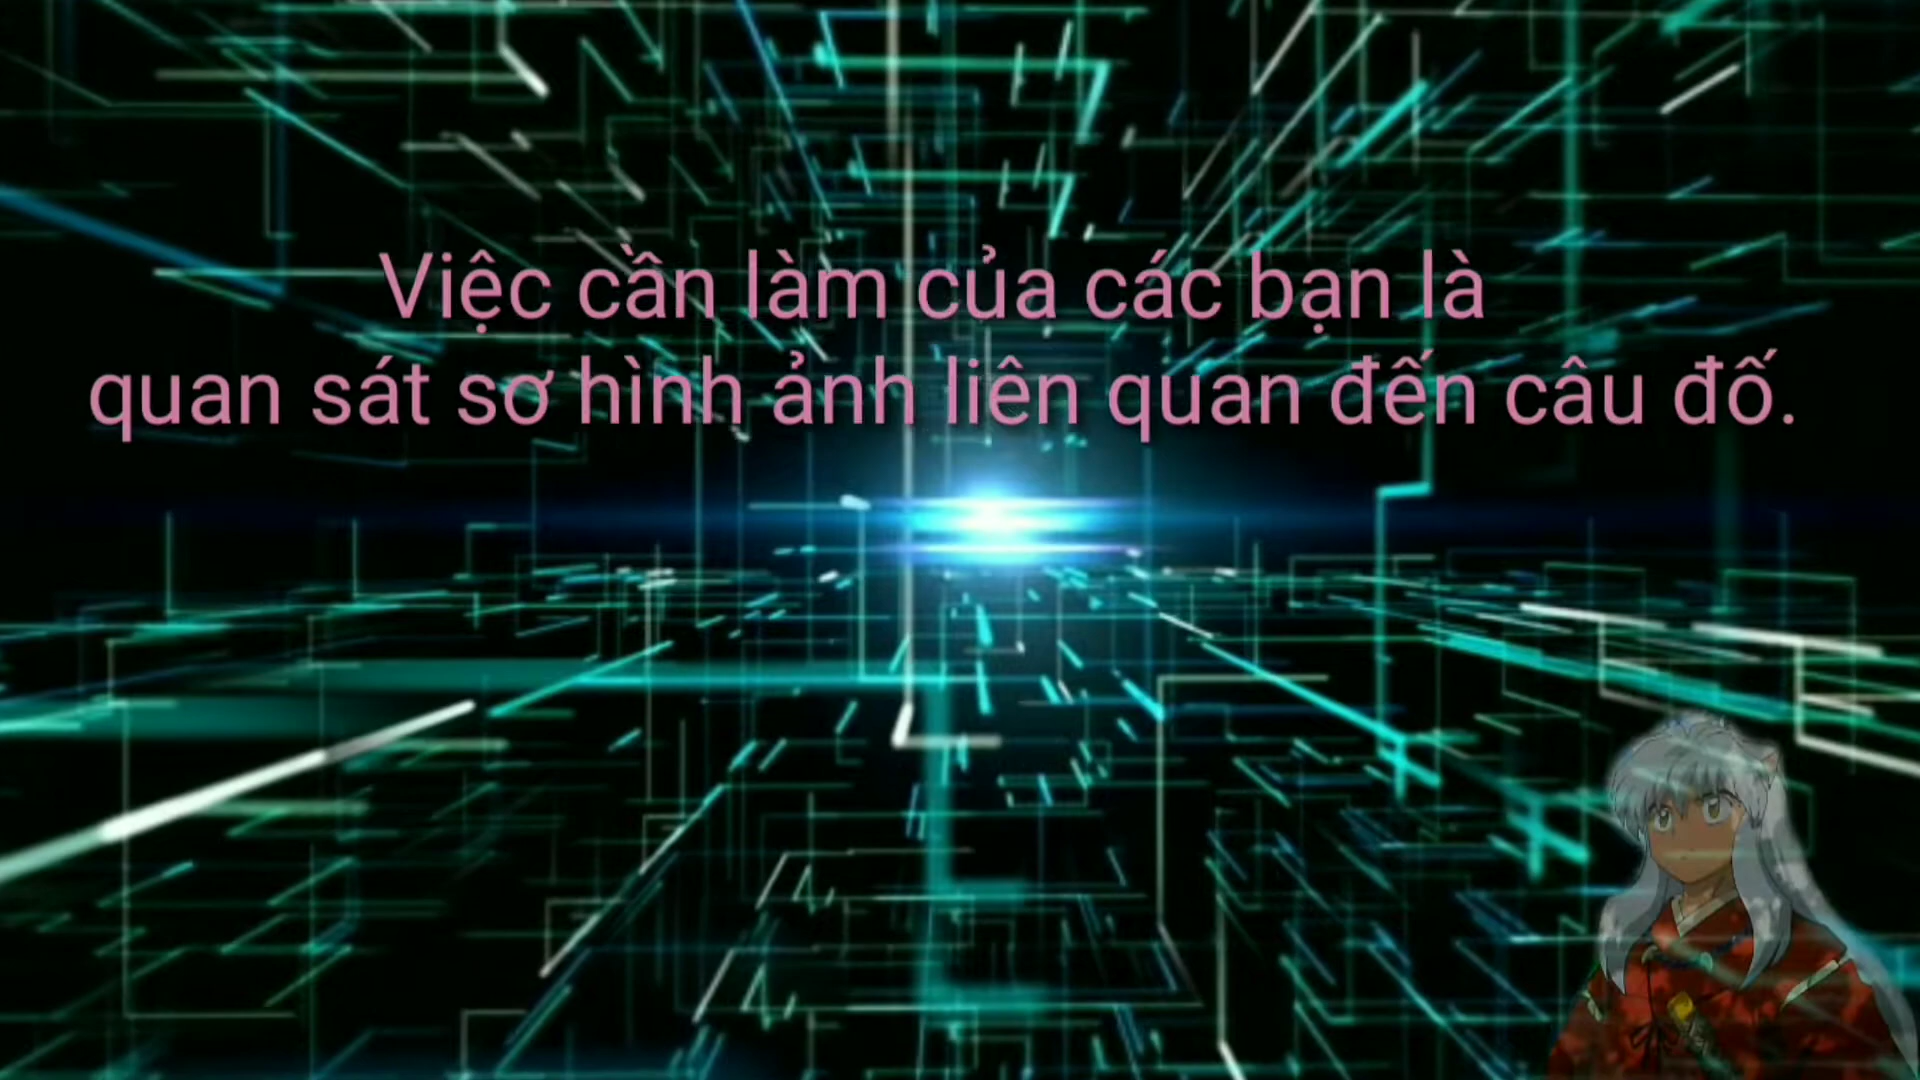 Việc cần làm của các bạn là
quan sát sơ hình ảnh liên quan đến câu đố.